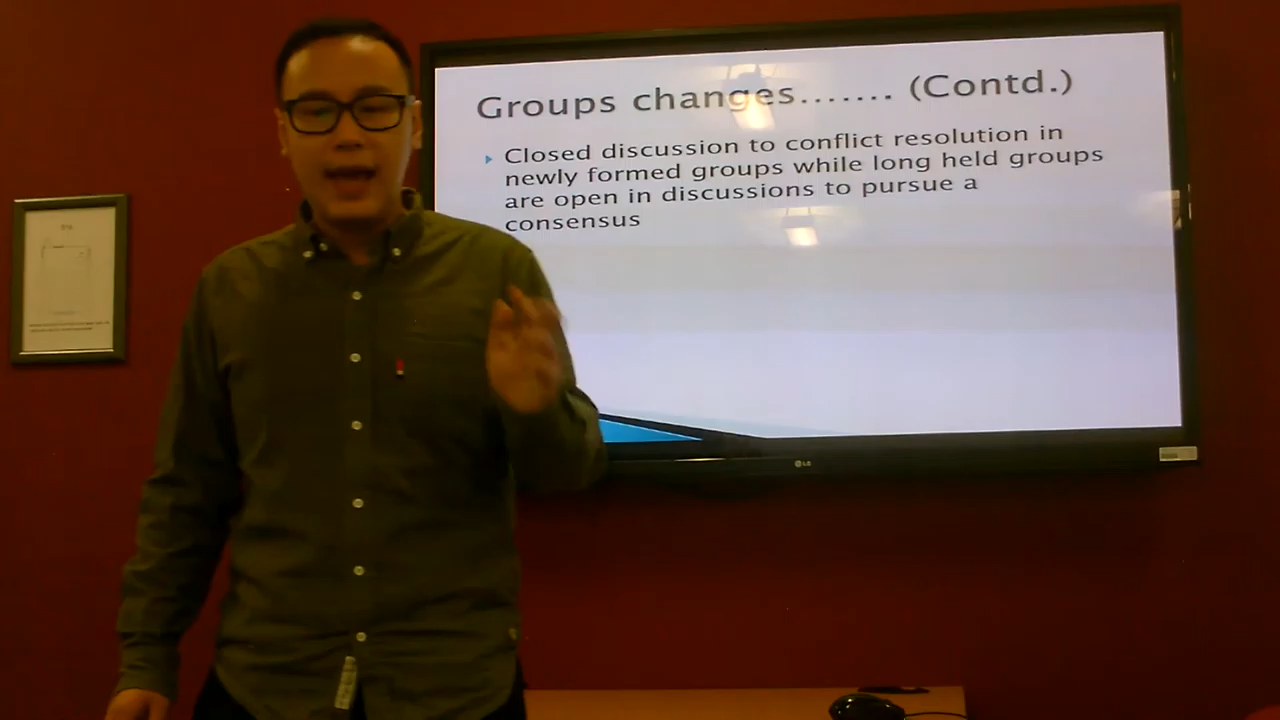 Groups changes....... (Contd.)
Closed discussion to conflict resolution in
newly formed groups while long held groups
are open in discussions to pursue a
consensus
LG